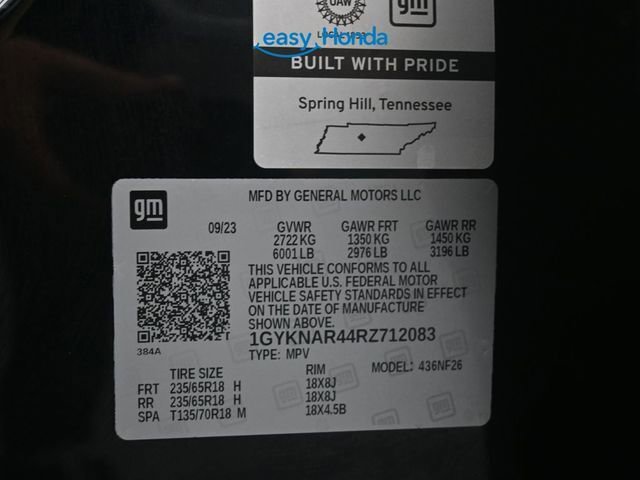 UAW
gm
easy Honda
BUILT WITH PRIDE
Spring Hill, Tennessee
gm
MFD BY GENERAL MOTORS LLC
09/23 GVWR GAWR FRT GAWR RR
2722 KG 1350 KG 1450 KG
6001 LB 2976 LB 3196 LB
THIS VEHICLE CONFORMS TO ALL
APPLICABLE U.S. FEDERAL MOTOR
VEHICLE SAFETY STANDARDS IN EFFECT
ON THE DATE OF MANUFACTURE
SHOWN ABOVE.
1GYKNAR44RZ712083
384A
TYPE: MPV
MODEL: 436NF26
TIRE SIZE RIM
FRT 235/65R18 H 18X8J
RR 235/65R18 H 18X8J
SPA T135/70R18 M 18X4.5B